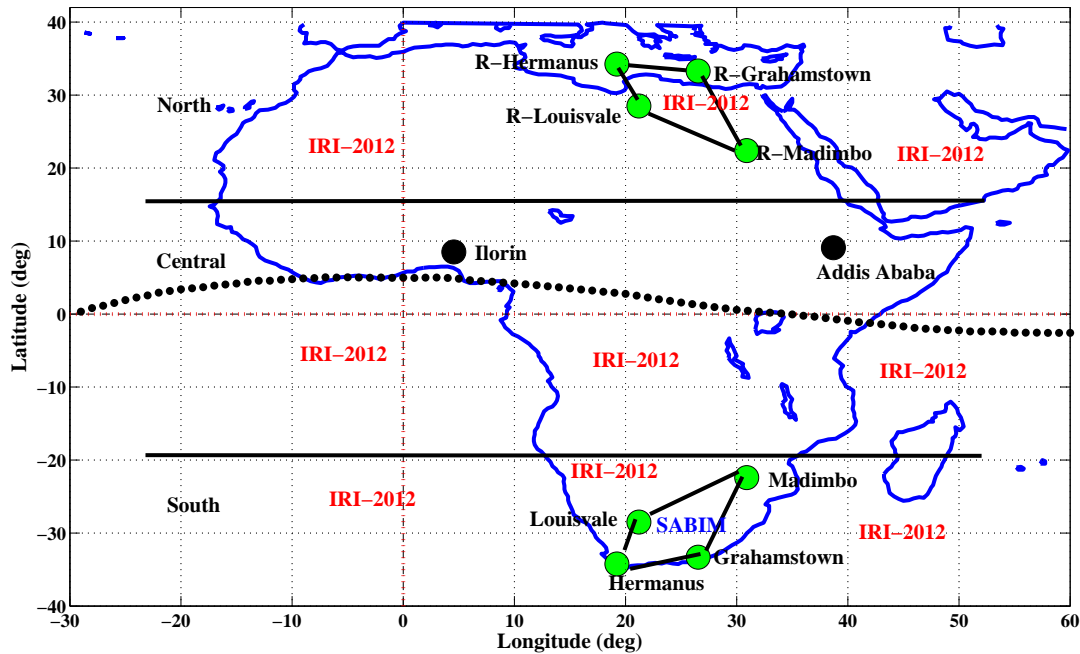 40
R−Hermanus
R−Grahamstown
30
North
IRI−2012
R−Louisvale
IRI−2012
R−Madimbo
IRI−2012
20
10
Ilorin
Central
Addis Ababa
0
IRI−2012
IRI−2012
IRI−2012
−10
−20
IRI−2012
Madimbo
South
IRI−2012
Louisvale
SABIM
IRI−2012
−30
Grahamstown
Hermanus
−40
−30
−20
−10
0
10
20
30
40
50
60
Longitude (deg)
Latitude (deg)